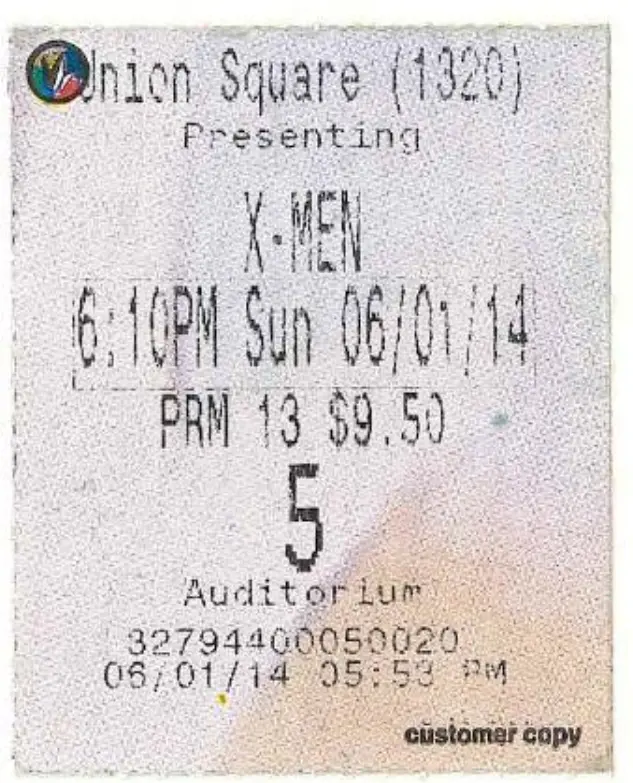 Union Square (1320)
Presenting
X-MEN
6:10PM Sun 06/01/14
PRM 13 $9.50
5
Auditorium
32794400050020
06/01/14 05:53 PM
customer copy